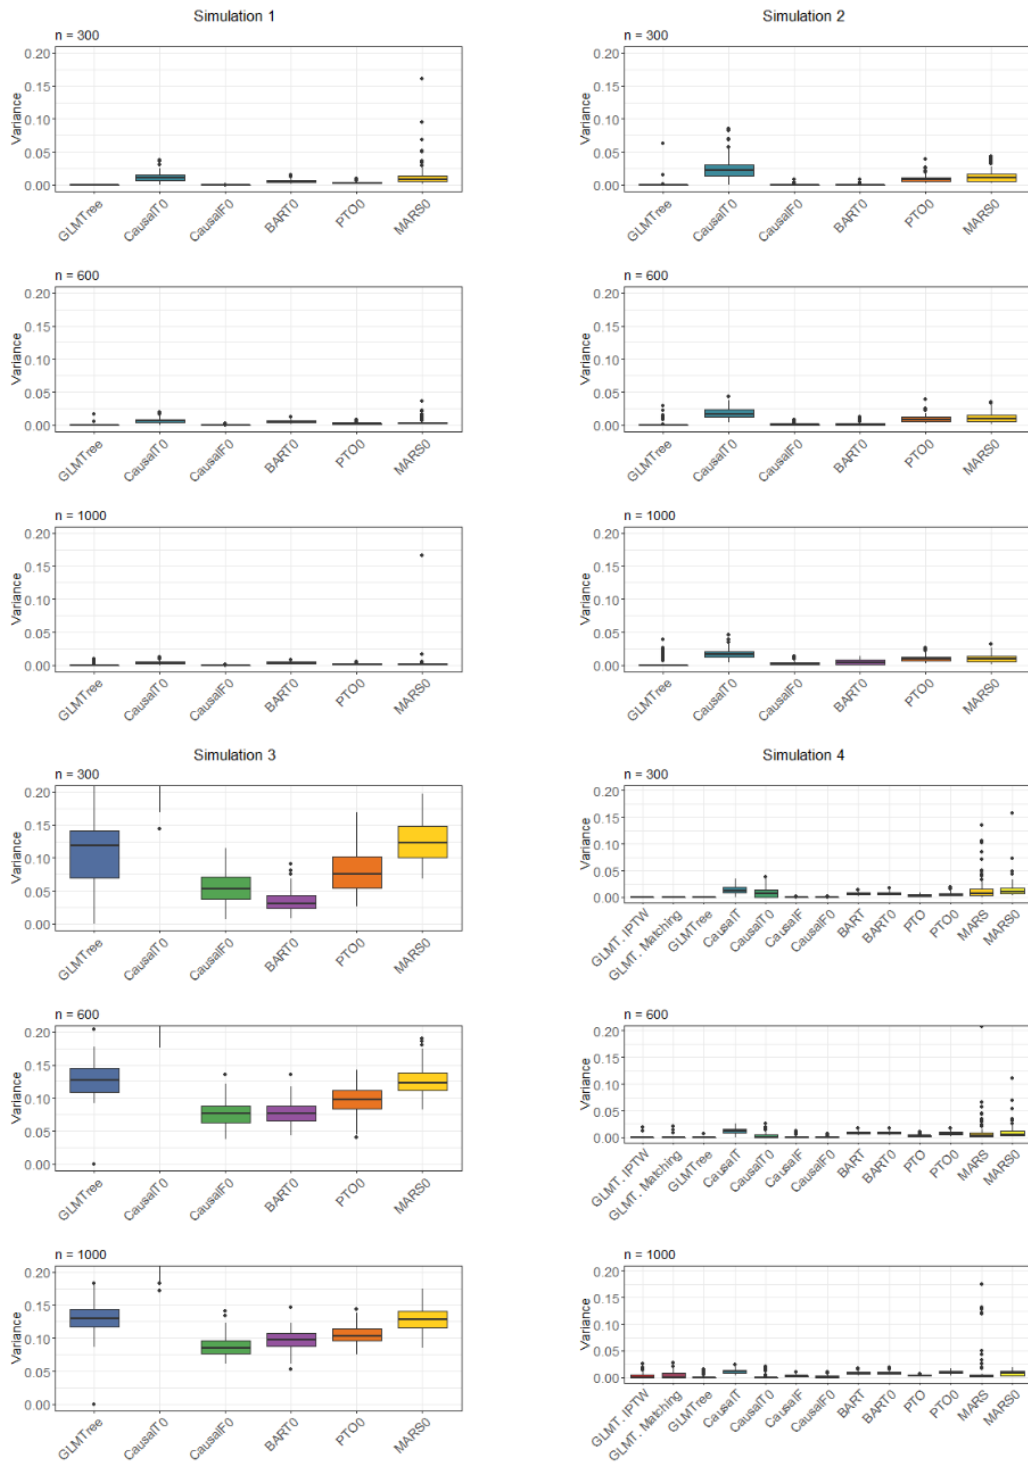 Simulation 1
n = 300
Variance
0.20
0.15
0.10
0.05
0.00
GLMTree
CausalT0
CausalF0
BART0
PTO0
MARS0
n = 600
Variance
0.20
0.15
0.10
0.05
0.00
GLMTree
CausalT0
CausalF0
BART0
PTO0
MARS0
n = 1000
Variance
0.20
0.15
0.10
0.05
0.00
GLMTree
CausalT0
CausalF0
BART0
PTO0
MARS0
Simulation 2
n = 300
Variance
0.20
0.15
0.10
0.05
0.00
GLMTree
CausalT0
CausalF0
BART0
PTO0
MARS0
n = 600
Variance
0.20
0.15
0.10
0.05
0.00
GLMTree
CausalT0
CausalF0
BART0
PTO0
MARS0
n = 1000
Variance
0.20
0.15
0.10
0.05
0.00
GLMTree
CausalT0
CausalF0
BART0
PTO0
MARS0
Simulation 3
n = 300
Variance
0.20
0.15
0.10
0.05
0.00
GLMTree
CausalT0
CausalF0
BART0
PTO0
MARS0
n = 600
Variance
0.20
0.15
0.10
0.05
0.00
GLMTree
CausalT0
CausalF0
BART0
PTO0
MARS0
n = 1000
Variance
0.20
0.15
0.10
0.05
0.00
GLMTree
CausalT0
CausalF0
BART0
PTO0
MARS0
Simulation 4
n = 300
Variance
0.20
0.15
0.10
0.05
0.00
GLMT. IPTW
GLMT. Matching
GLMTree
CausalT
CausalT0
CausalF
CausalF0
BART
BART0
PTO
PTO0
MARS
MARS0
n = 600
Variance
0.20
0.15
0.10
0.05
0.00
GLMT. IPTW
GLMT. Matching
GLMTree
CausalT
CausalT0
CausalF
CausalF0
BART
BART0
PTO
PTO0
MARS
MARS0
n = 1000
Variance
0.20
0.15
0.10
0.05
0.00
GLMT. IPTW
GLMT. Matching
GLMTree
CausalT
CausalT0
CausalF
CausalF0
BART
BART0
PTO
PTO0
MARS
MARS0